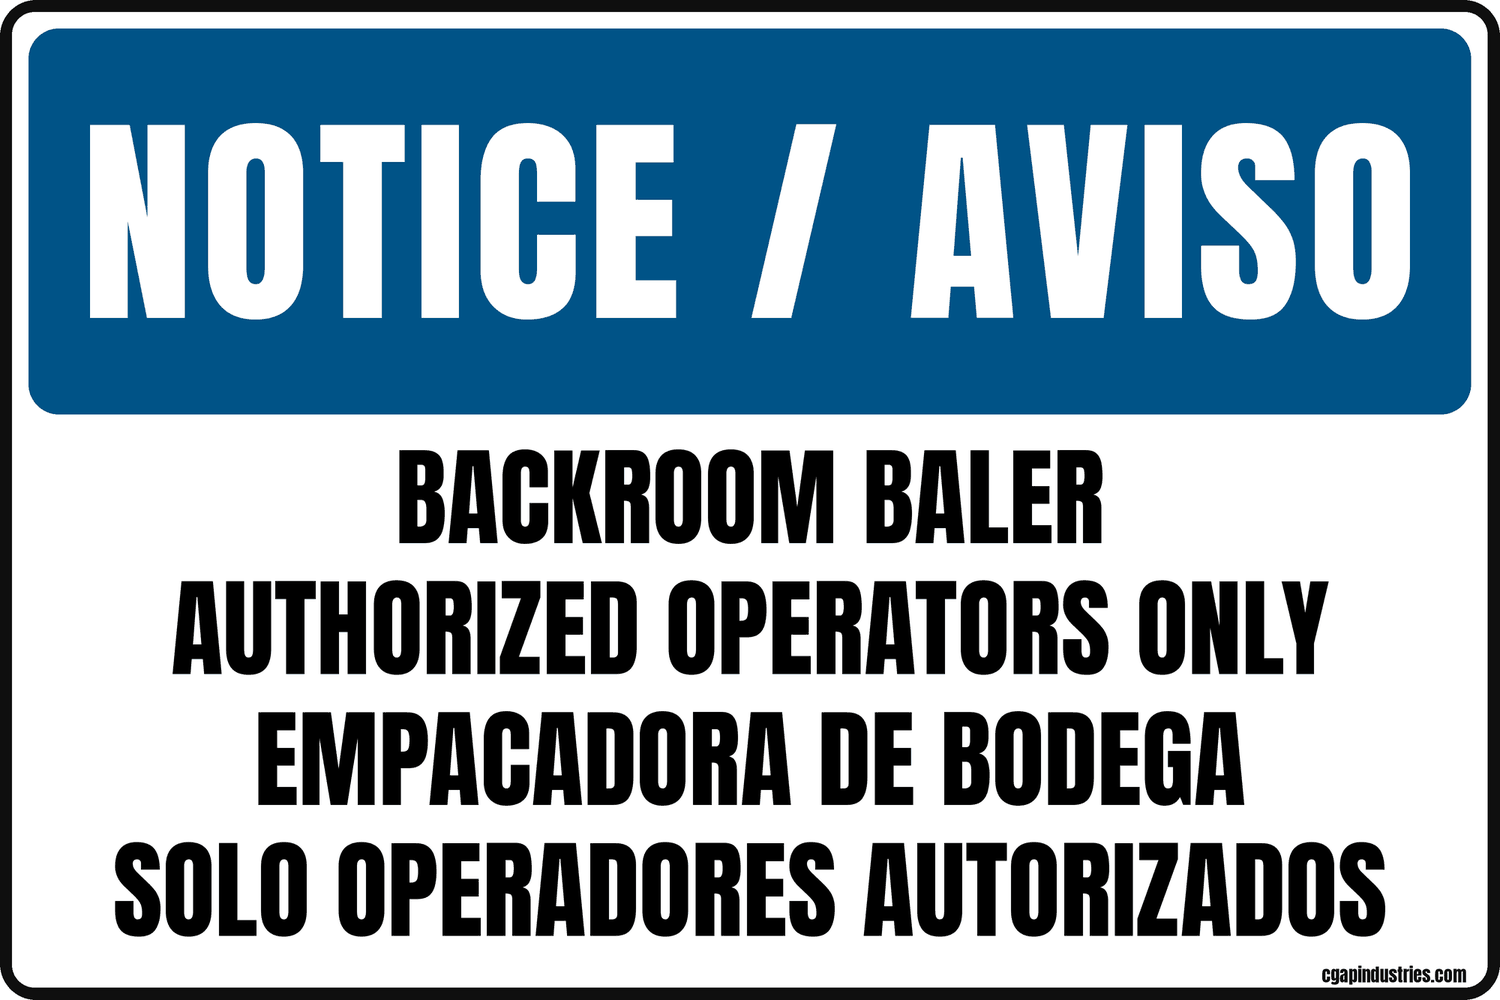 NOTICE / AVISO
BACKROOM BALER
AUTHORIZED OPERATORS ONLY
EMPACADORA DE BODEGA
SOLO OPERADORES AUTORIZADOS
cgapindustries.com